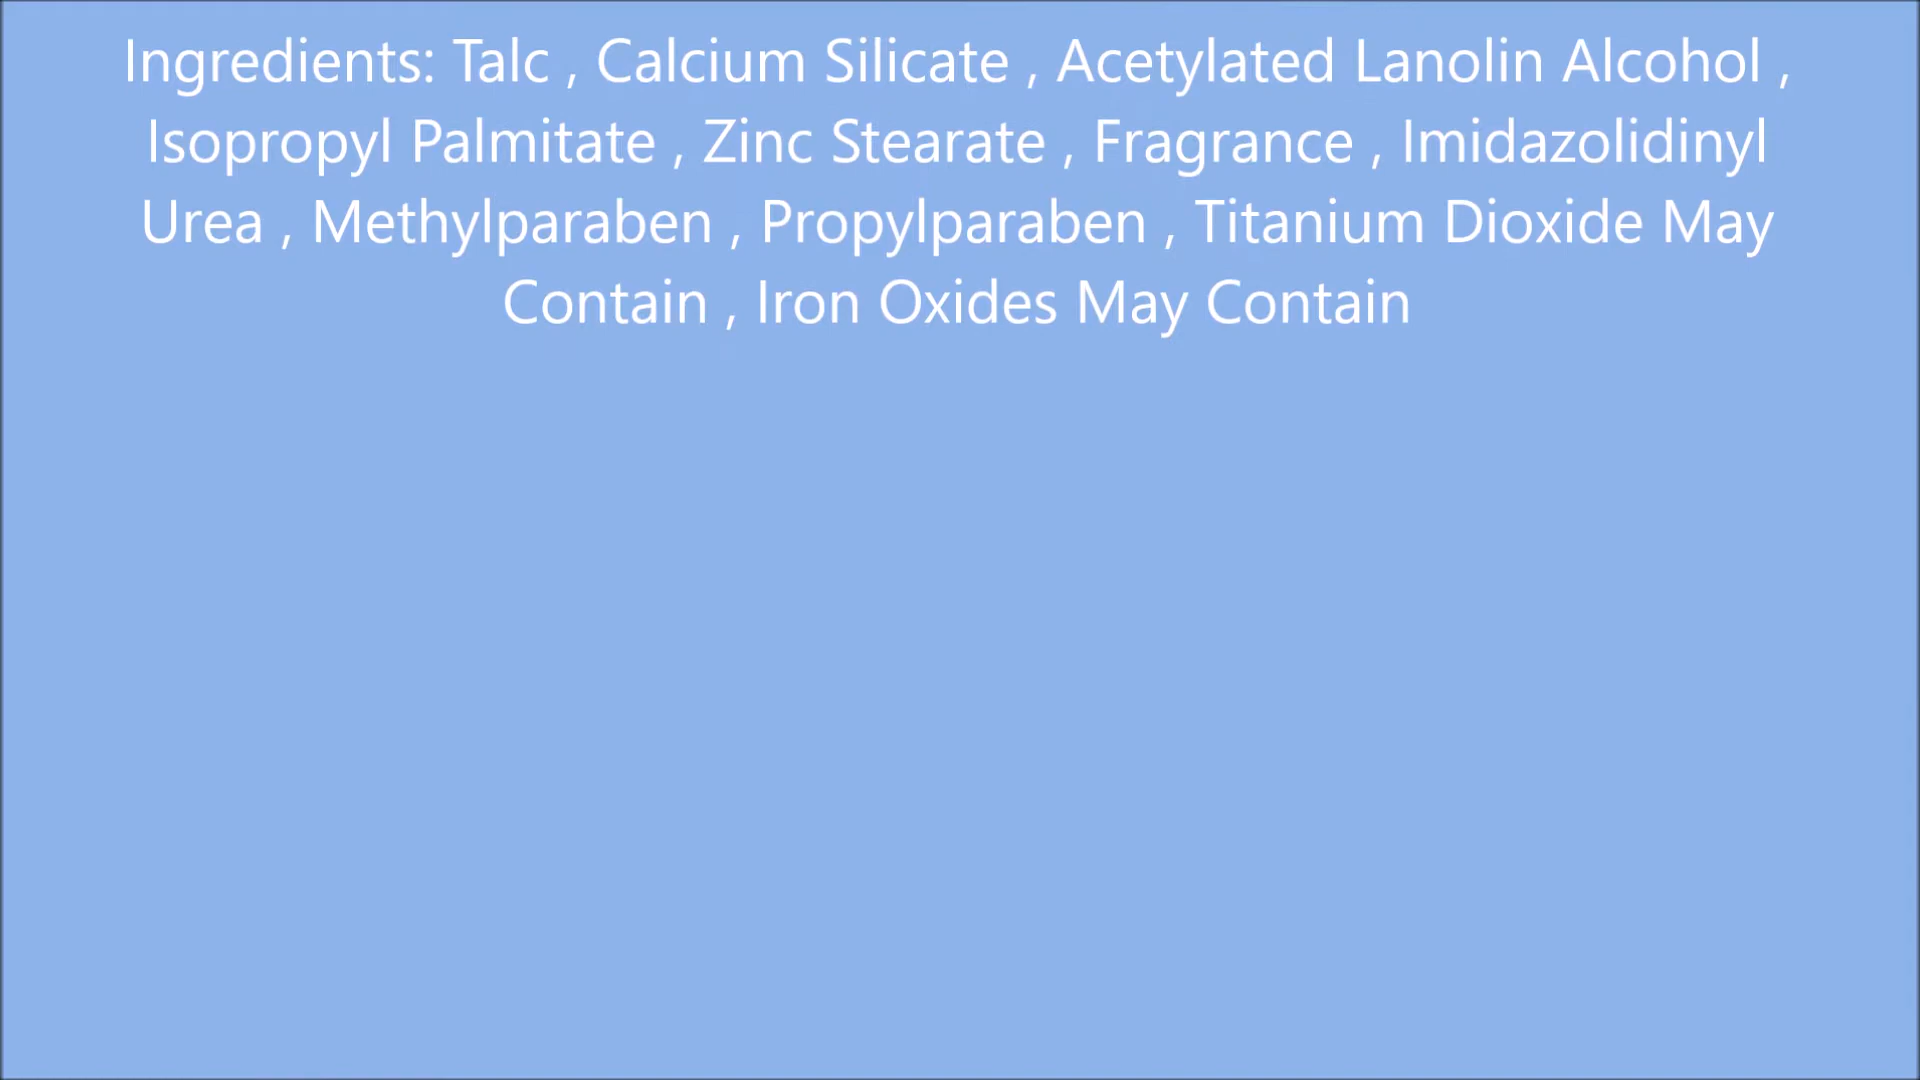 Ingredients: Talc , Calcium Silicate , Acetylated Lanolin Alcohol ,
Isopropyl Palmitate , Zinc Stearate , Fragrance , Imidazolidinyl
Urea , Methylparaben , Propylparaben , Titanium Dioxide May
Contain , Iron Oxides May Contain